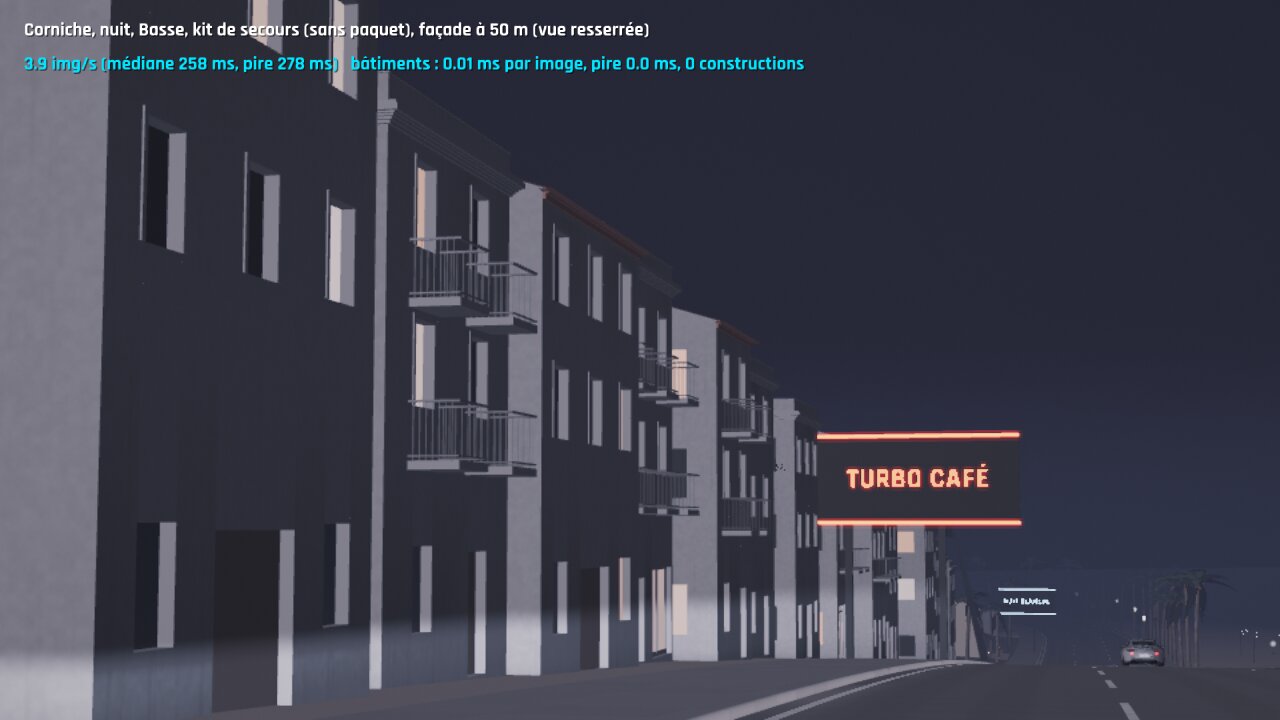 Corniche, nuit, Basse, kit de secours (sans paquet), façade à 50 m (vue resserrée)
3.9 img/s (médiane 258 ms, pire 278 ms) bâtiments : 0.01 ms par image, pire 0.0 ms, 0 constructions
TURBO CAFÉ